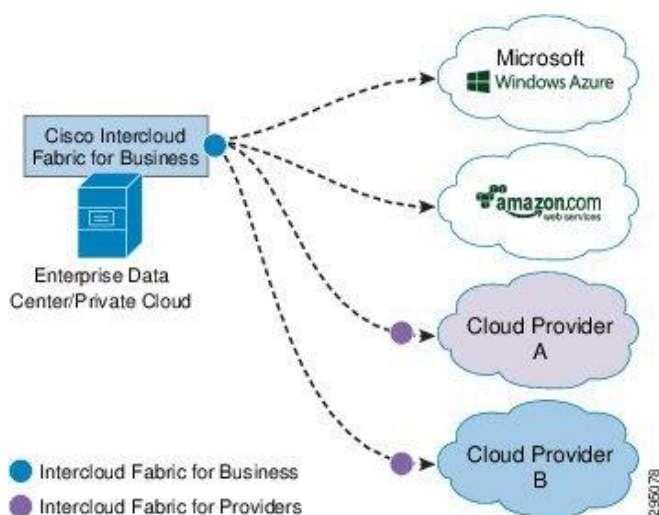 Microsoft
Windows Azure
Cisco Intercloud
Fabric for Business
amazon.com
web services
Enterprise Data
Center/Private Cloud
Cloud Provider
A
Cloud Provider
B
Intercloud Fabric for Business
Intercloud Fabric for Providers
295078